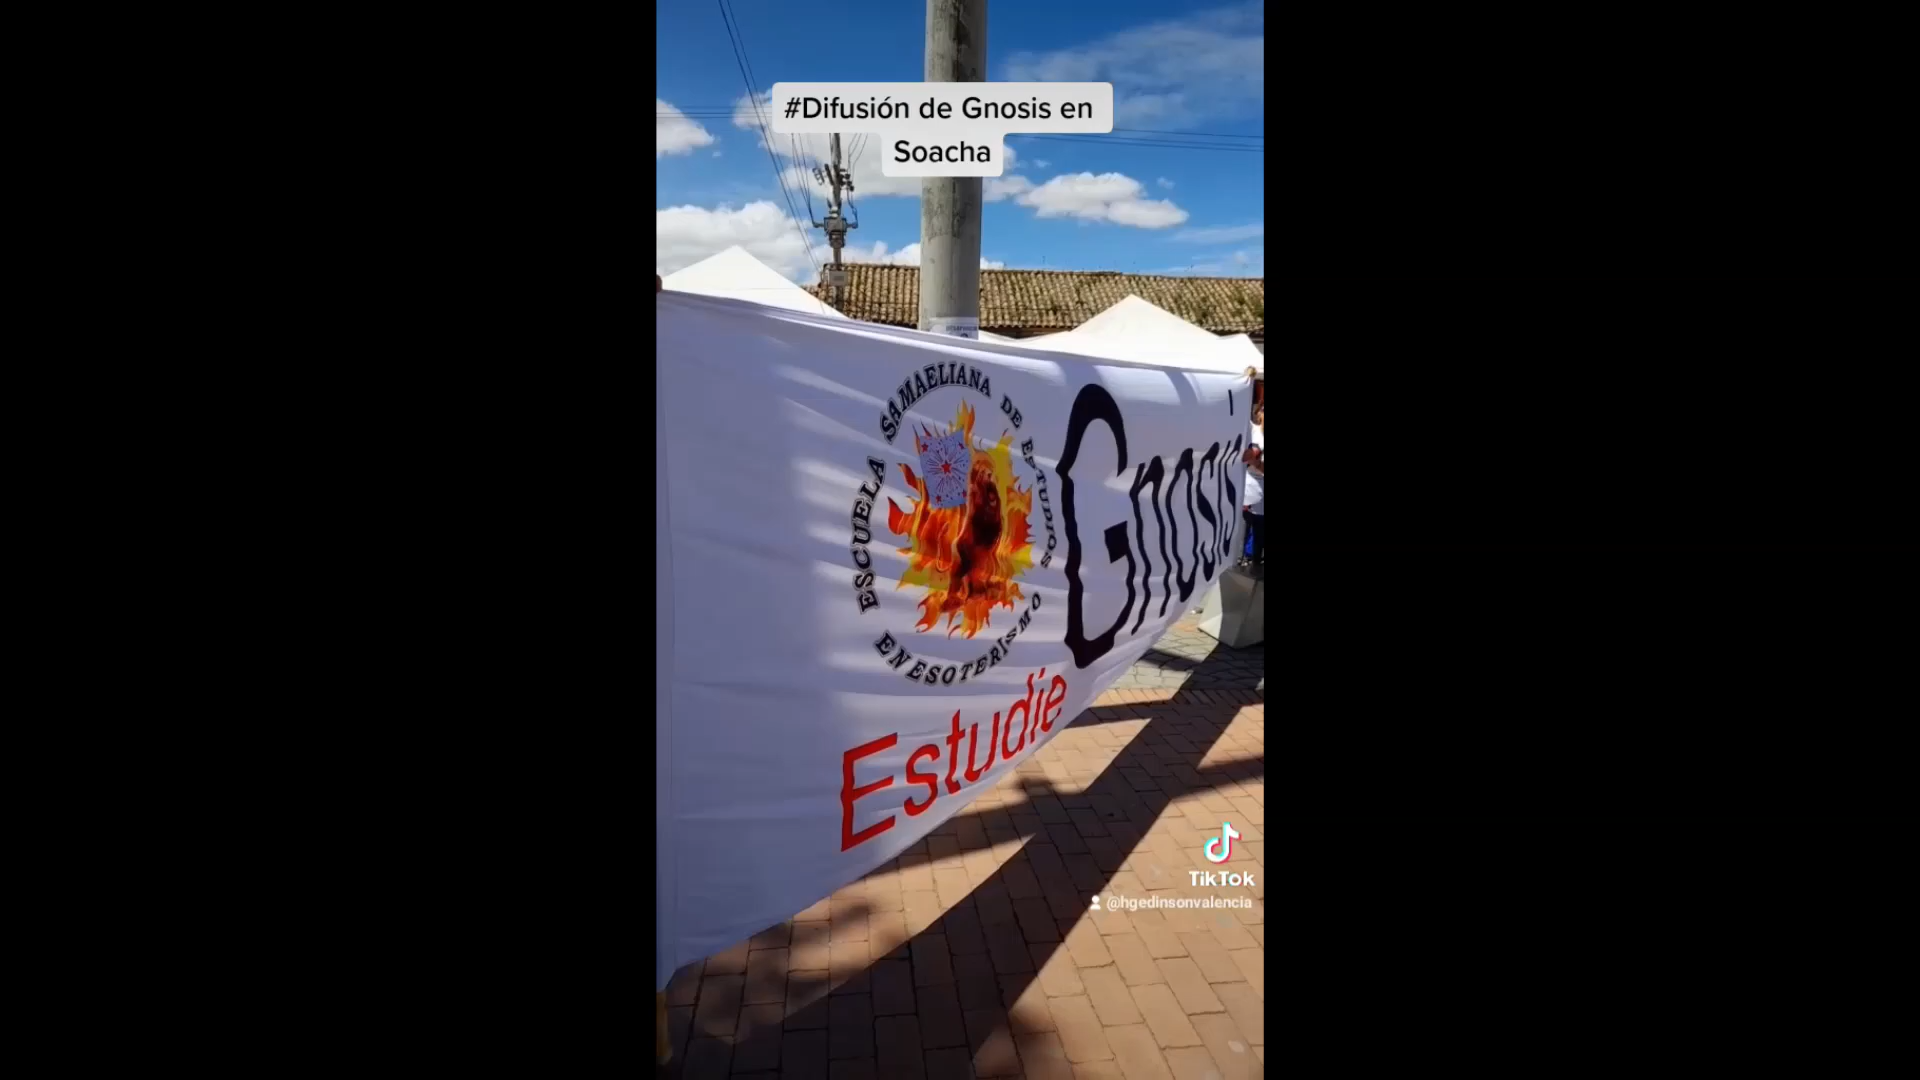 #Difusión de Gnosis en
Soacha
ESCUELA SAMAELIANA DE ESTUDIOS
EN ESOTERISMO
Gnosis
Estudie
TikTok
@hgedinsonvalencia